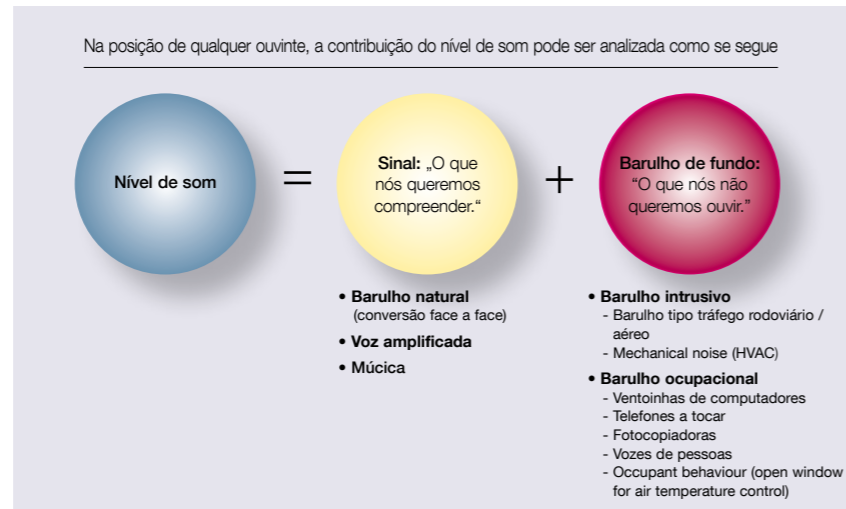 Na posição de qualquer ouvinte, a contribuição do nível de som pode ser analizada como se segue
Nível de som
=
Sinal: „O que
nós queremos
compreender.“
+
Barulho de fundo:
“O que nós não
queremos ouvir.”
• Barulho natural
(conversão face a face)
• Voz amplificada
• Múcica
• Barulho intrusivo
- Barulho tipo tráfego rodoviário /
aéreo
- Mechanical noise (HVAC)
• Barulho ocupacional
- Ventoinhas de computadores
- Telefones a tocar
- Fotocopiadoras
- Vozes de pessoas
- Occupant behaviour (open window
for air temperature control)